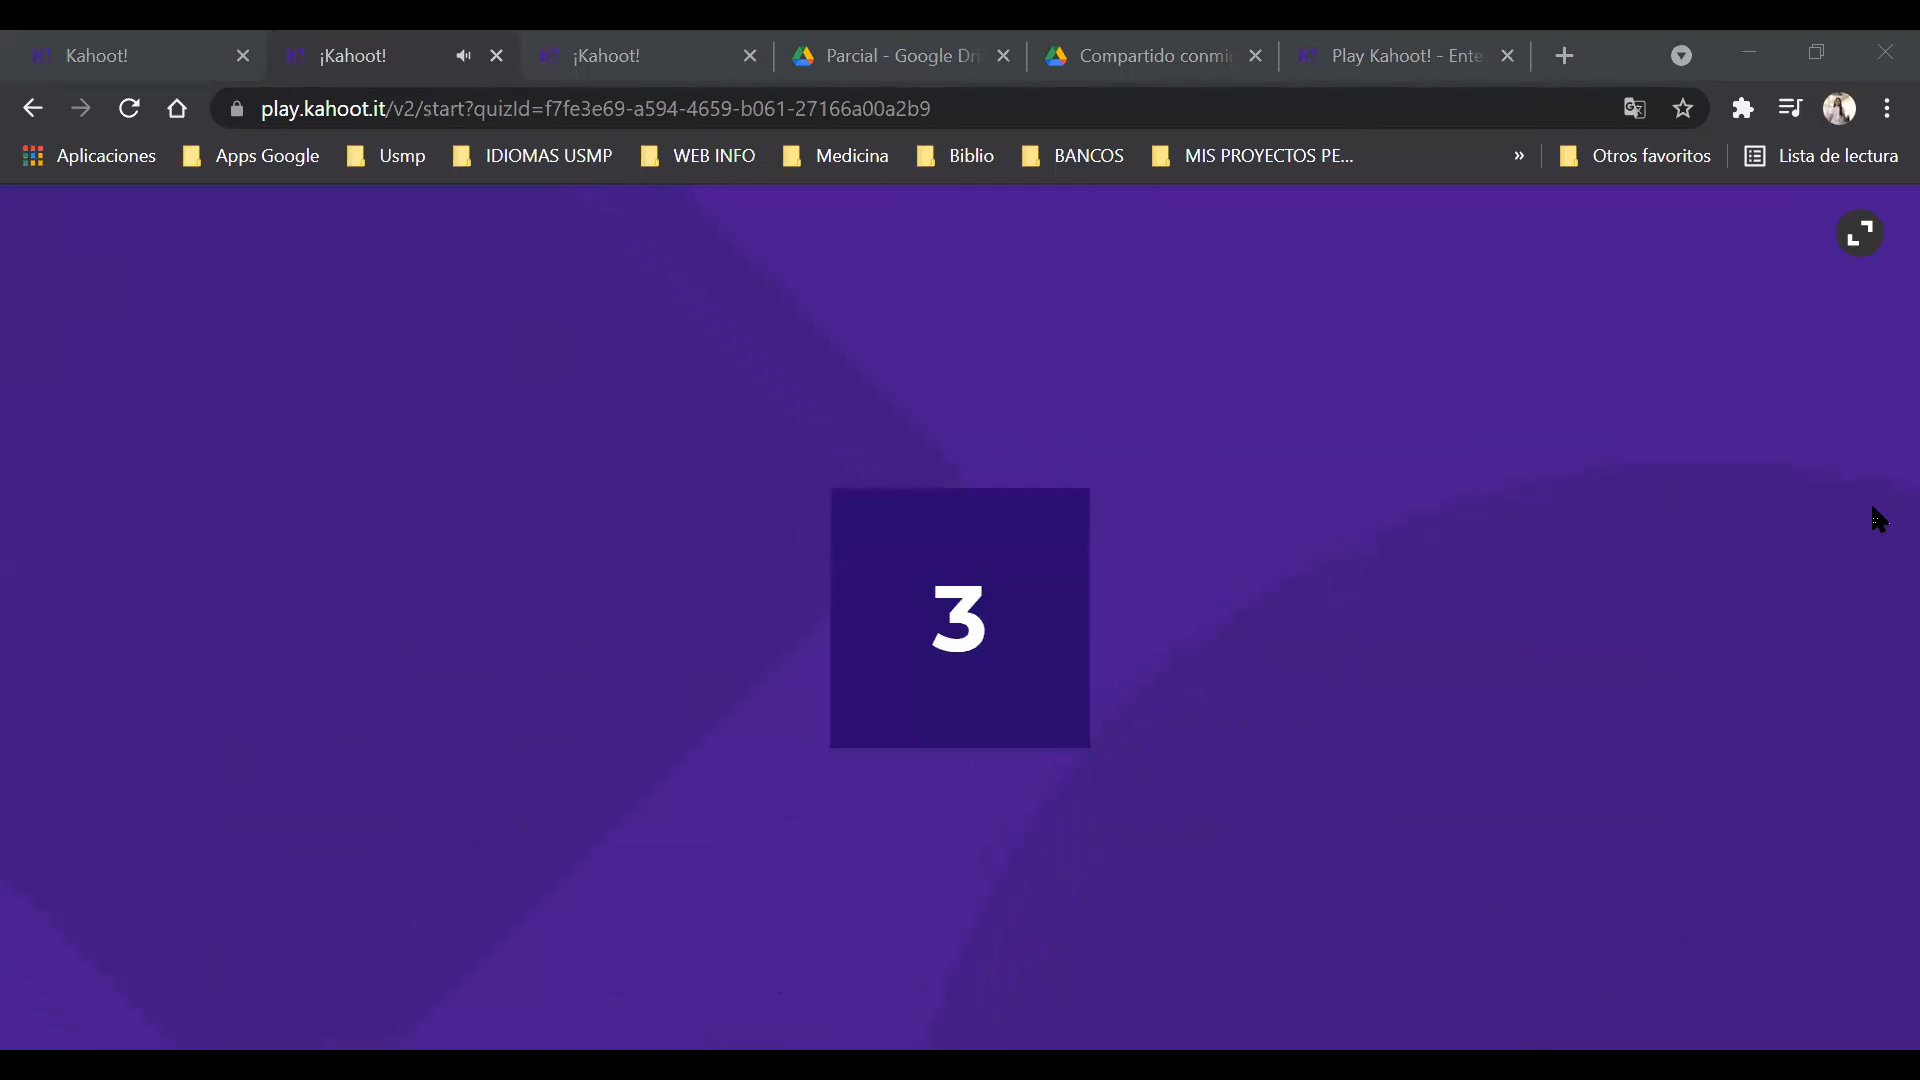 Kahoot!
¡Kahoot!
¡Kahoot!
Parcial - Google Dri
Compartido conmi
Play Kahoot! - Ente
play.kahoot.it/v2/start?quizId=f7fe3e69-a594-4659-b061-27166a00a2b9
Aplicaciones
Apps Google
Usmp
IDIOMAS USMP
WEB INFO
Medicina
Biblio
BANCOS
MIS PROYECTOS PE...
»
Otros favoritos
Lista de lectura
3